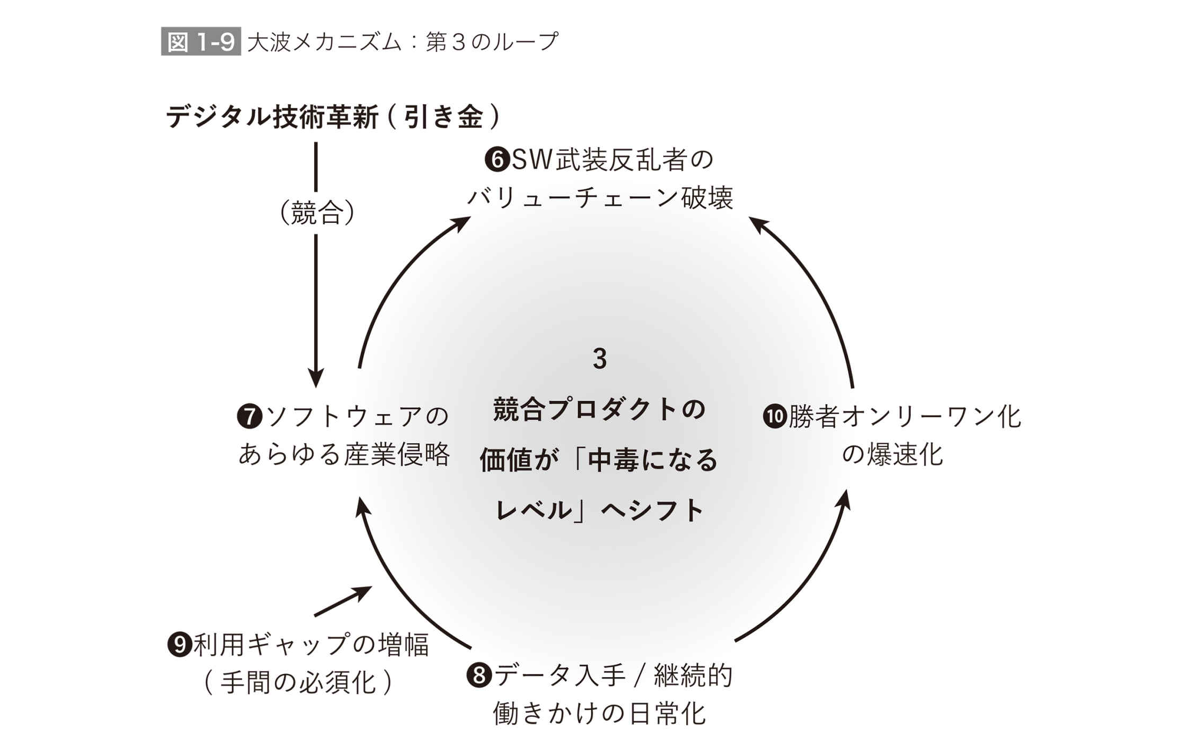 図 1-9 大波メカニズム：第３のループ
デジタル技術革新 ( 引き金 )
❻SW武装反乱者の
バリューチェーン破壊
（競合）
3
競合プロダクトの
価値が「中毒になる
レベル」へシフト
❼ソフトウェアの
あらゆる産業侵略
❿勝者オンリーワン化
の爆速化
❾利用ギャップの増幅
( 手間の必須化 )
❽データ入手 / 継続的
働きかけの日常化